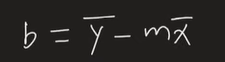 b = y̅ - mx̅